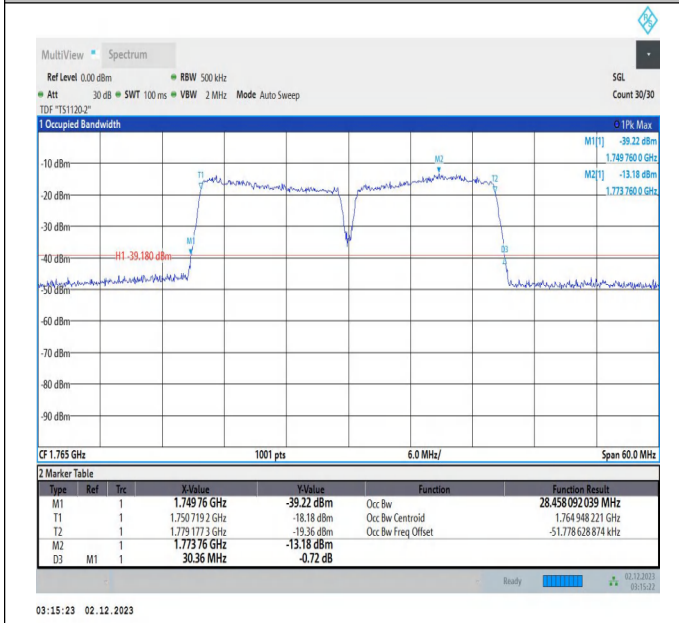 R S
MultiView Spectrum
Ref Level 0.00 dBm RBW 500 kHz SGL
Att 30 dB SWT 100 ms VBW 2 MHz Mode Auto Sweep Count 30/30
TDF "TS1120-2"
1 Occupied Bandwidth 1Pk Max
M1[1] -39.22 dBm
1.749 760 0 GHz
M2[1] -13.18 dBm
1.773 760 0 GHz
M2
-10 dBm
T1 T2
-20 dBm
-30 dBm
M1
D3
H1 -39.180 dBm
-40 dBm
-50 dBm
-60 dBm
-70 dBm
-80 dBm
-90 dBm
CF 1.765 GHz 1001 pts 6.0 MHz/ Span 60.0 MHz
2 Marker Table
Type Ref Trc X-Value Y-Value Function Function Result
M1 1 1.74976 GHz -39.22 dBm Occ Bw 28.458 092 039 MHz
T1 1 1.750 719 2 GHz -18.18 dBm Occ Bw Centroid 1.764 948 221 GHz
T2 1 1.779 177 3 GHz -19.36 dBm Occ Bw Freq Offset -51.778 628 874 kHz
M2 1 1.77376 GHz -13.18 dBm
D3 M1 1 30.36 MHz -0.72 dB
Ready 02.12.2023
03:15:22
03:15:23 02.12.2023